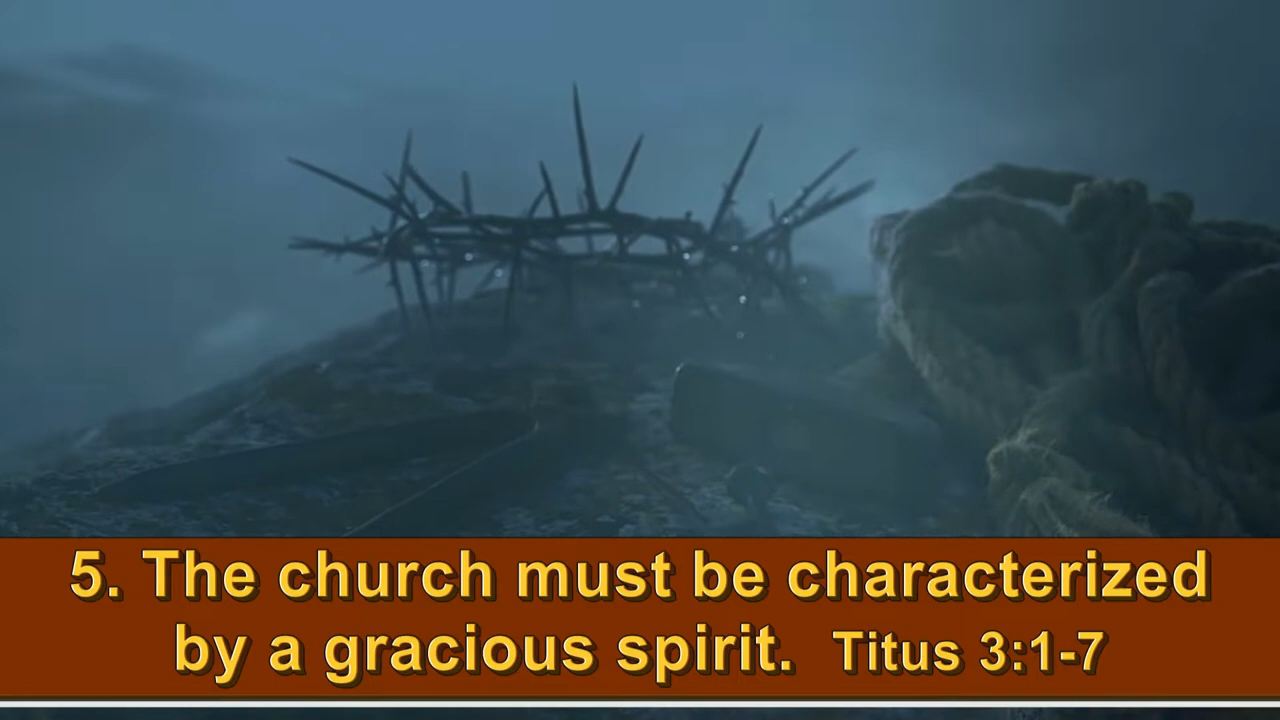 5. The church must be characterized
by a gracious spirit. Titus 3:1-7